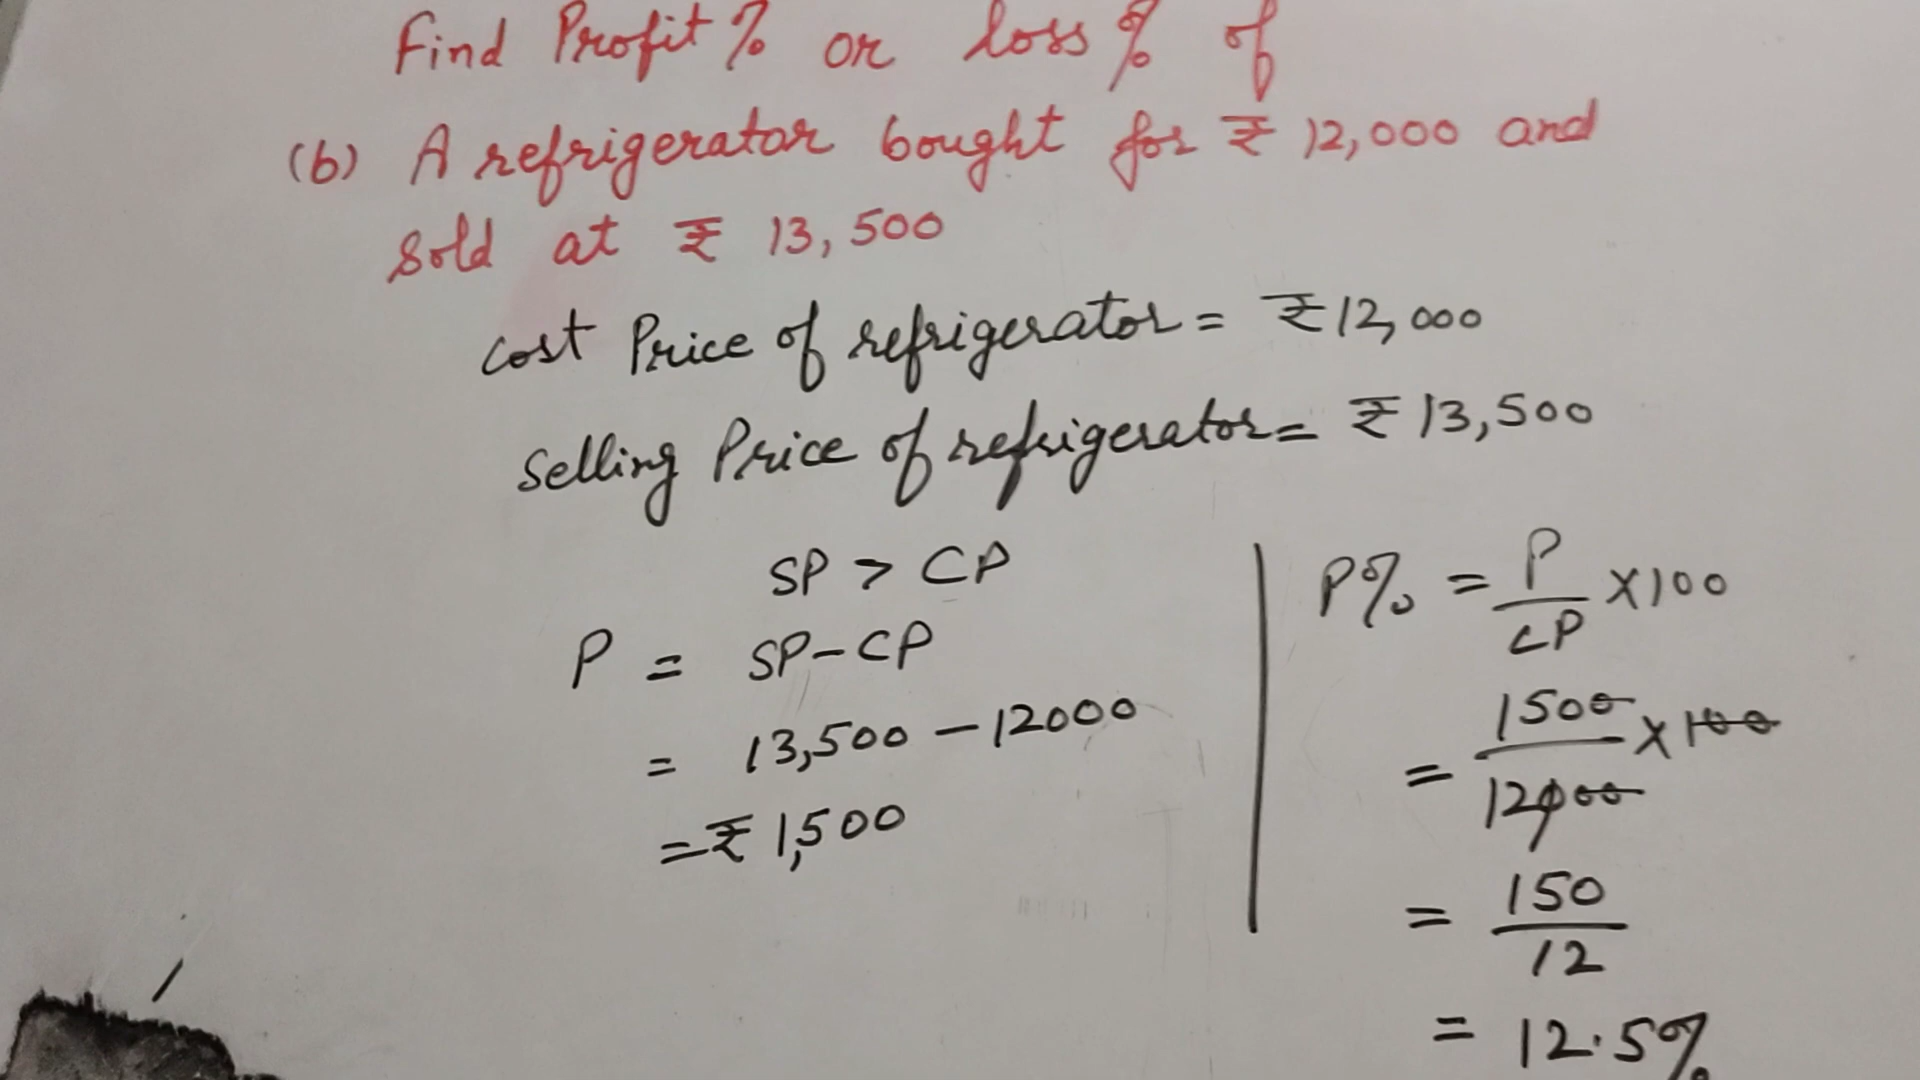 Find Profit % or loss % of
(b) A refrigerator bought for ₹ 12,000 and
sold at ₹ 13,500
cost Price of refrigerator = ₹ 12,000
selling Price of refrigerator = ₹ 13,500
SP > CP
P = SP - CP
= 13,500 - 12000
= ₹ 1,500
P% = P/CP × 100
= 1500/12000 × 100
= 150/12
= 12.5%